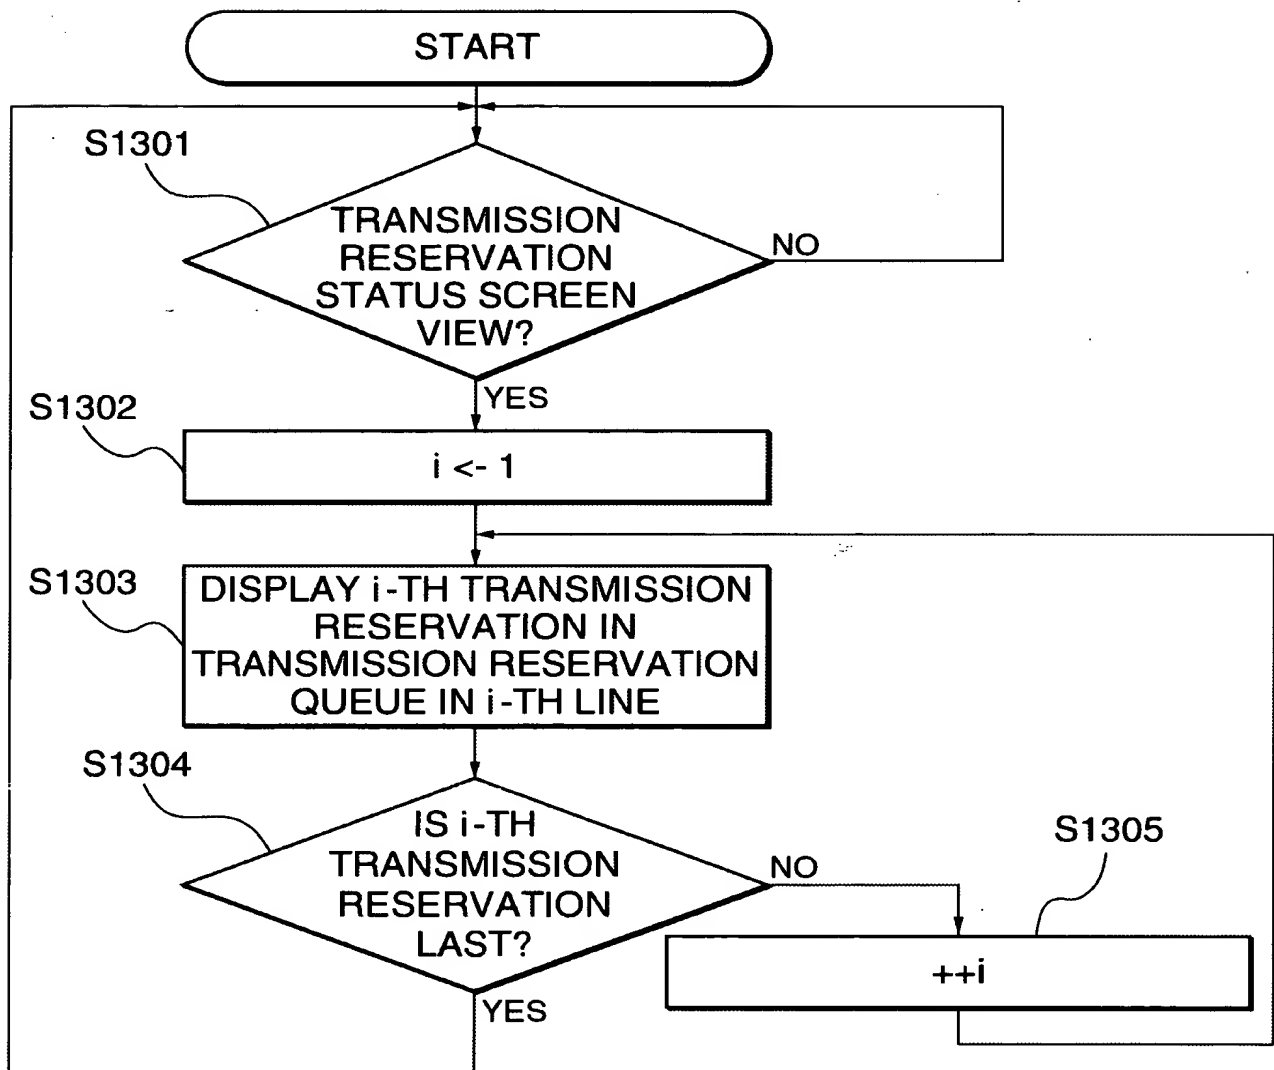 START
S1301
TRANSMISSION
RESERVATION
STATUS SCREEN
VIEW?
NO
YES
S1302
i <- 1
S1303
DISPLAY i-TH TRANSMISSION
RESERVATION IN
TRANSMISSION RESERVATION
QUEUE IN i-TH LINE
S1304
IS i-TH
TRANSMISSION
RESERVATION
LAST?
NO
S1305
++i
YES